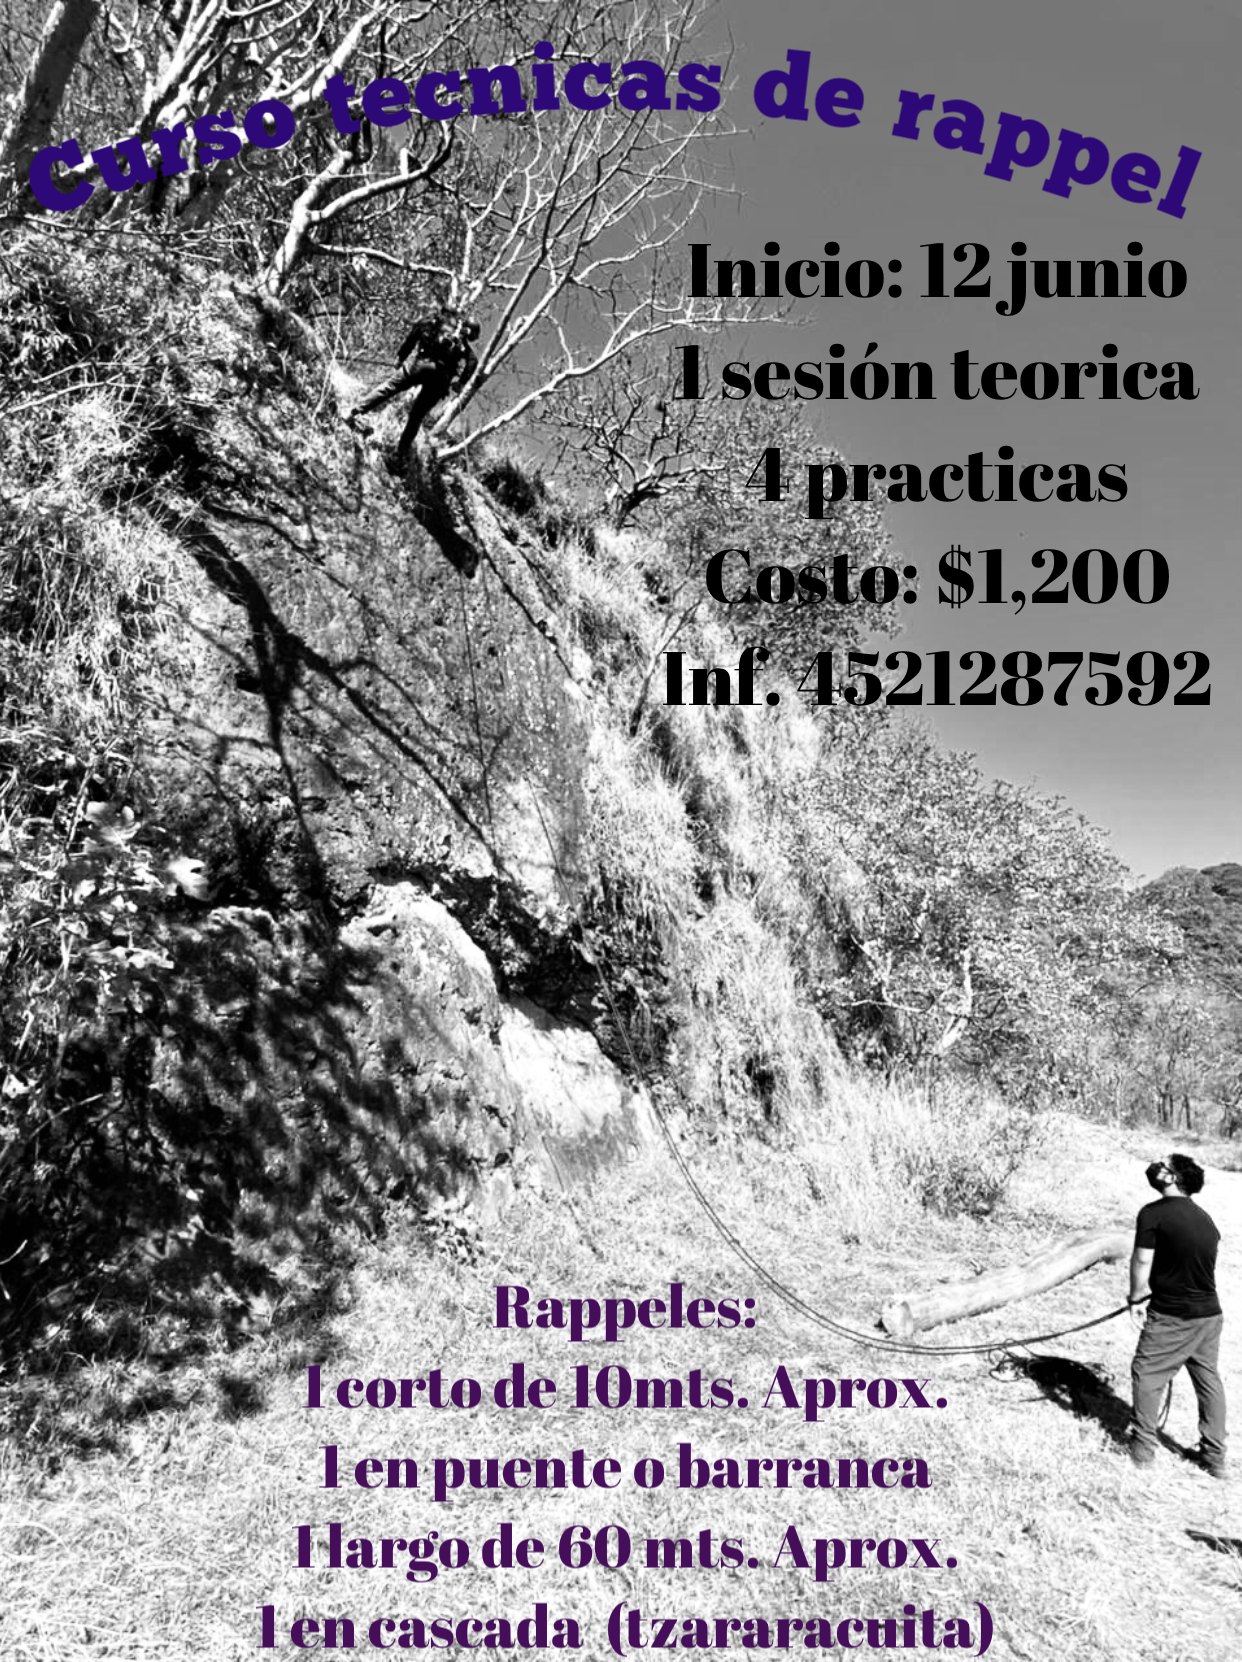 Curso tecnicas de rappel
Inicio: 12 junio
1 sesión teorica
4 practicas
Costo: $1,200
Inf. 4521287592
Rappeles:
1 corto de 10mts. Aprox.
1 en puente o barranca
1 largo de 60 mts. Aprox.
1 en cascada (tzararacuita)